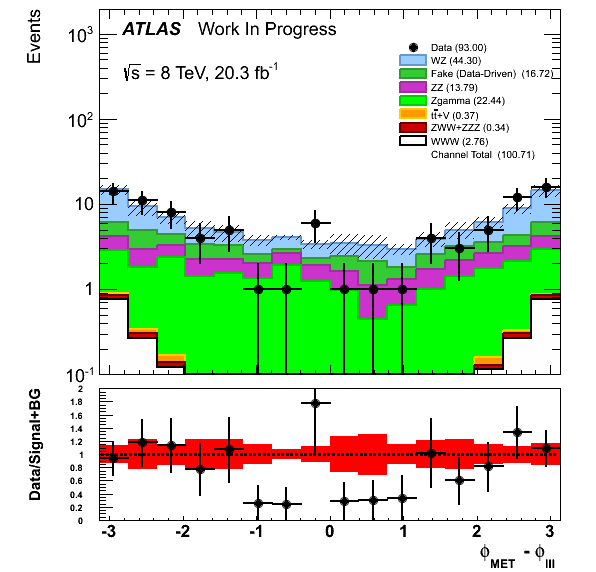 Events
10³
10²
10
1
10⁻¹
ATLAS Work In Progress
√s = 8 TeV, 20.3 fb⁻¹
Data (93.00)
WZ (44.30)
Fake (Data-Driven) (16.72)
ZZ (13.79)
Zgamma (22.44)
tt̄+V (0.37)
ZWW+ZZZ (0.34)
WWW (2.76)
Channel Total (100.71)
Data/Signal+BG
2
1.8
1.6
1.4
1.2
1
0.8
0.6
0.4
0.2
0
-3 -2 -1 0 1 2 3
ϕ_MET - ϕ_lll